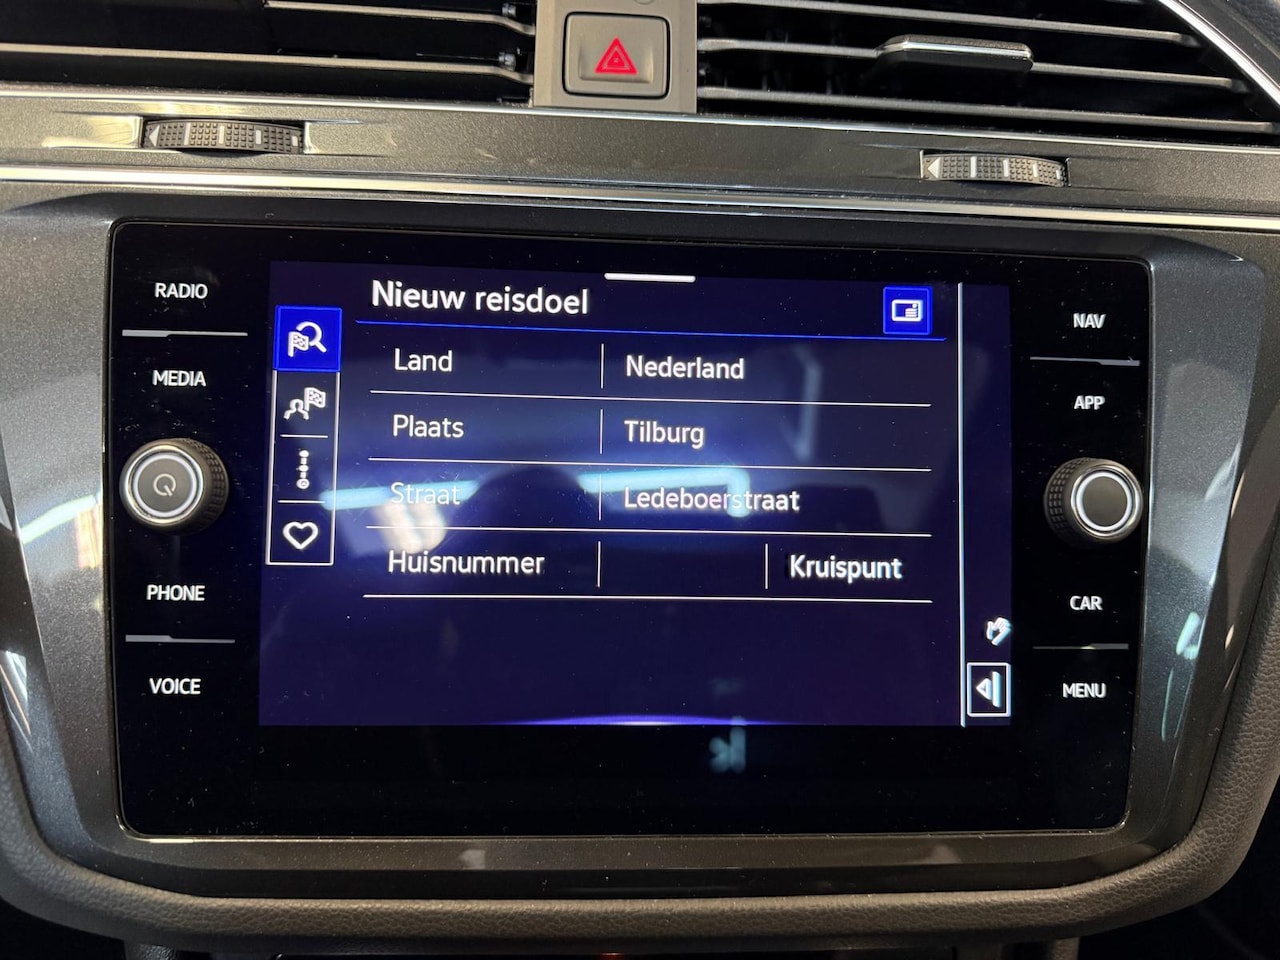 RADIO
MEDIA
PHONE
VOICE
Nieuw reisdoel
Land Nederland
Plaats Tilburg
Straat Ledeboerstraat
Huisnummer Kruispunt
NAV
APP
CAR
MENU